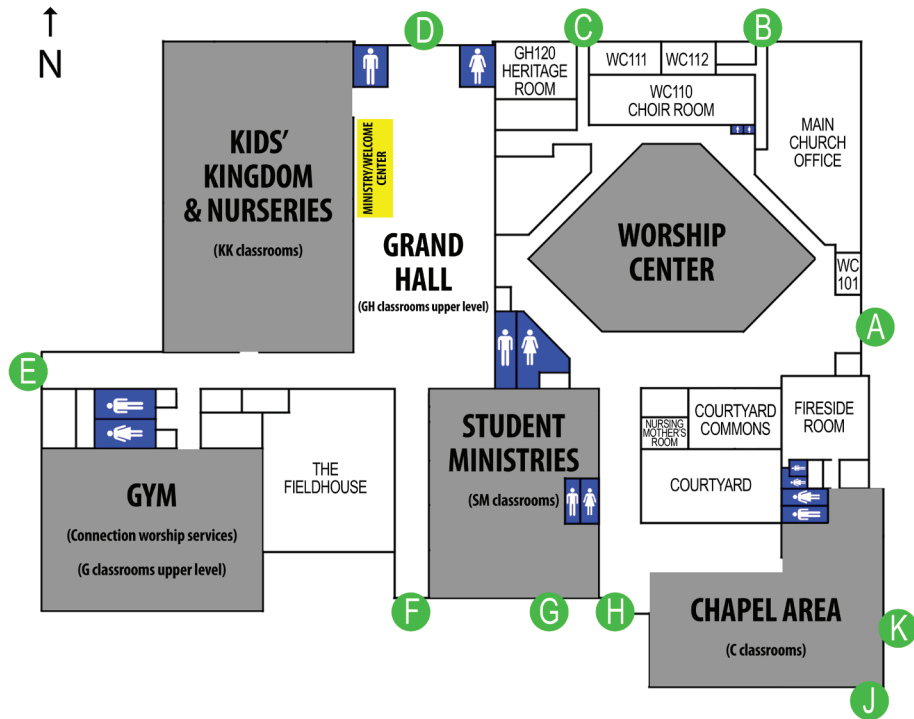 ↑
N
D
C
B
GH120
HERITAGE
ROOM
WC111
WC112
WC110
CHOIR ROOM
MAIN
CHURCH
OFFICE
KIDS’
KINGDOM
& NURSERIES
(KK classrooms)
MINISTRY/WELCOME
CENTER
GRAND
HALL
(GH classrooms upper level)
WORSHIP
CENTER
WC
101
A
E
STUDENT
MINISTRIES
(SM classrooms)
NURSING
MOTHER'S
ROOM
COURTYARD
COMMONS
FIRESIDE
ROOM
COURTYARD
GYM
(Connection worship services)
(G classrooms upper level)
THE
FIELDHOUSE
F
G
H
CHAPEL AREA
(C classrooms)
K
J